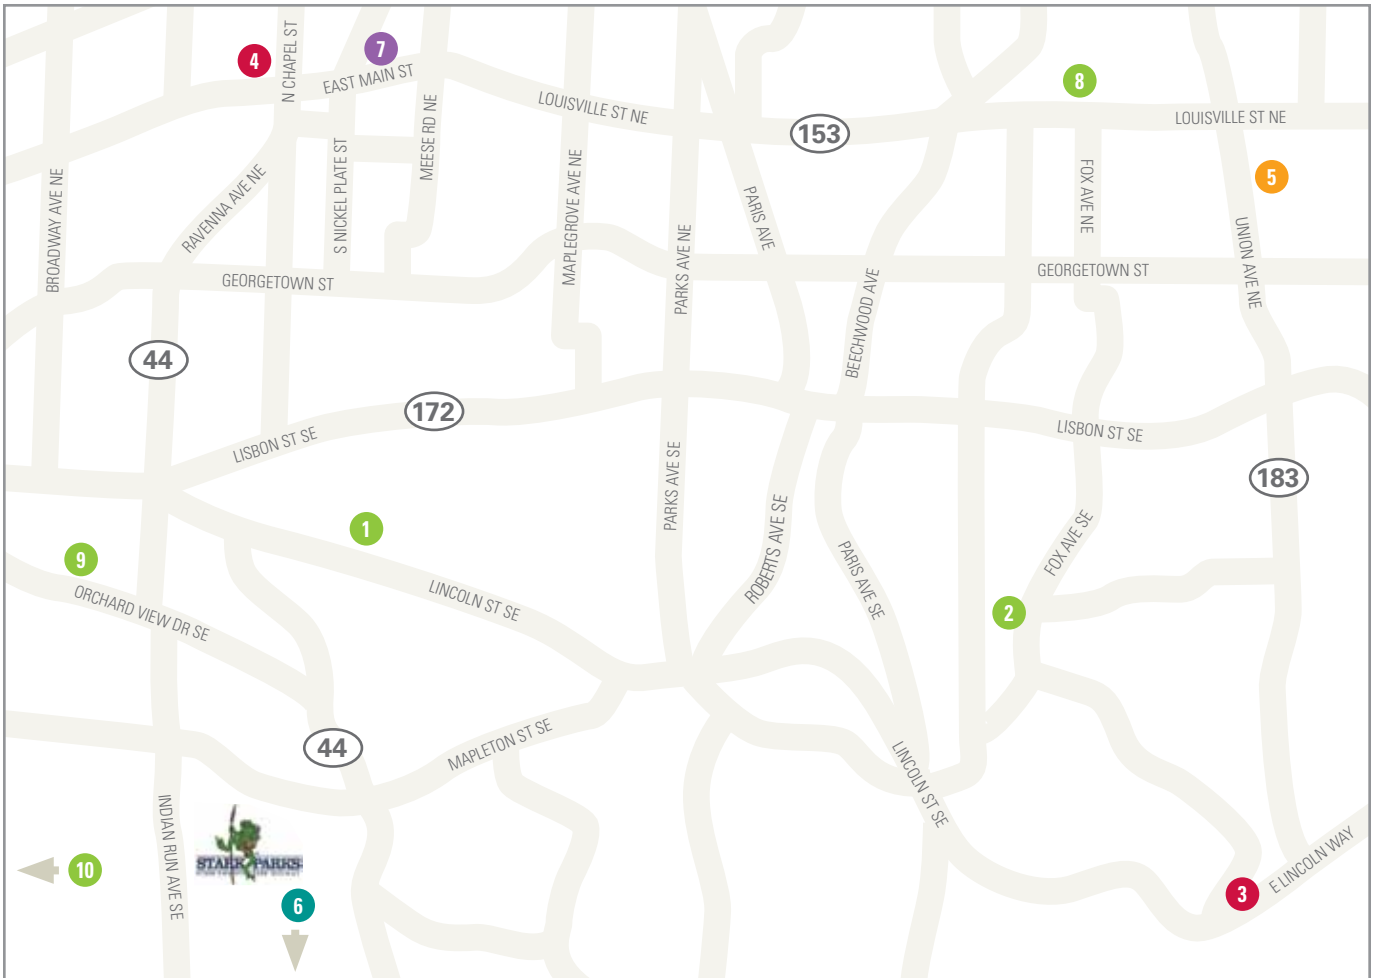 4
N CHAPEL ST
7
EAST MAIN ST
LOUISVILLE ST NE
153
8
LOUISVILLE ST NE
MEESE RD NE
S NICKEL PLATE ST
RAVENNA AVE NE
BROADWAY AVE NE
MAPLEGROVE AVE NE
PARKS AVE NE
PARIS AVE
FOX AVE NE
5
UNION AVE NE
GEORGETOWN ST
GEORGETOWN ST
BEECHWOOD AVE
44
172
LISBON ST SE
LISBON ST SE
183
PARKS AVE SE
1
9
ORCHARD VIEW DR SE
LINCOLN ST SE
ROBERTS AVE SE
PARIS AVE SE
FOX AVE SE
2
44
MAPLETON ST SE
LINCOLN ST SE
INDIAN RUN AVE SE
STARK PARKS
10
6
3
E LINCOLN WAY